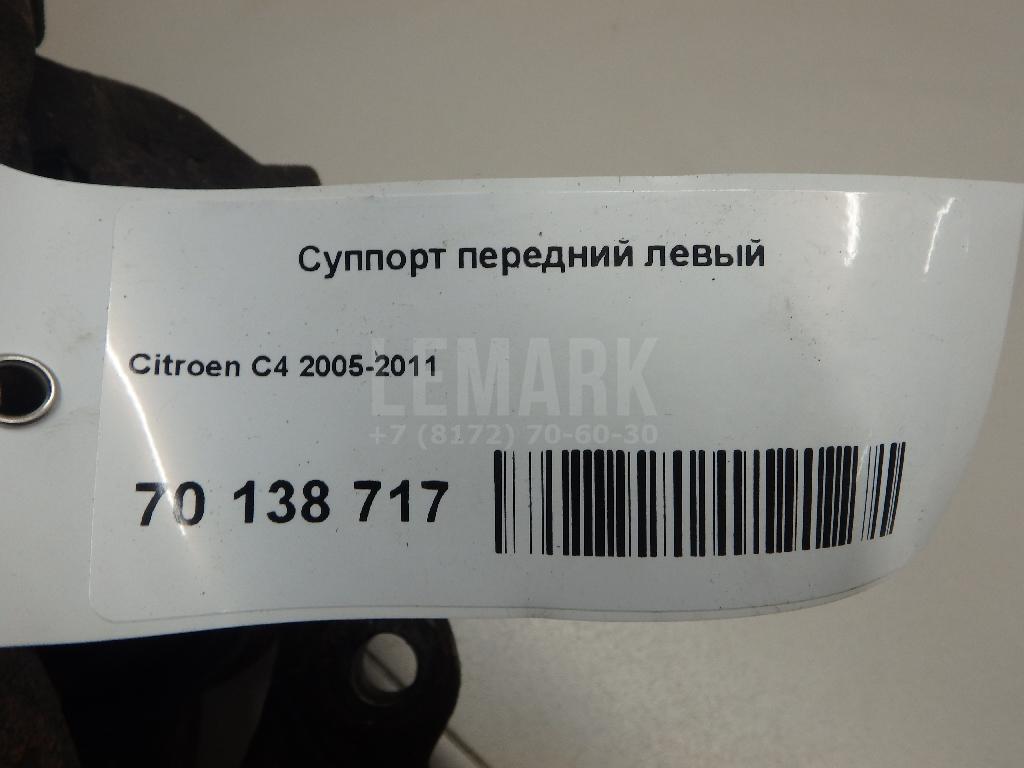 Суппорт передний левый
Citroen C4 2005-2011
LEMARK
+7 (8172) 70-60-30
70 138 717